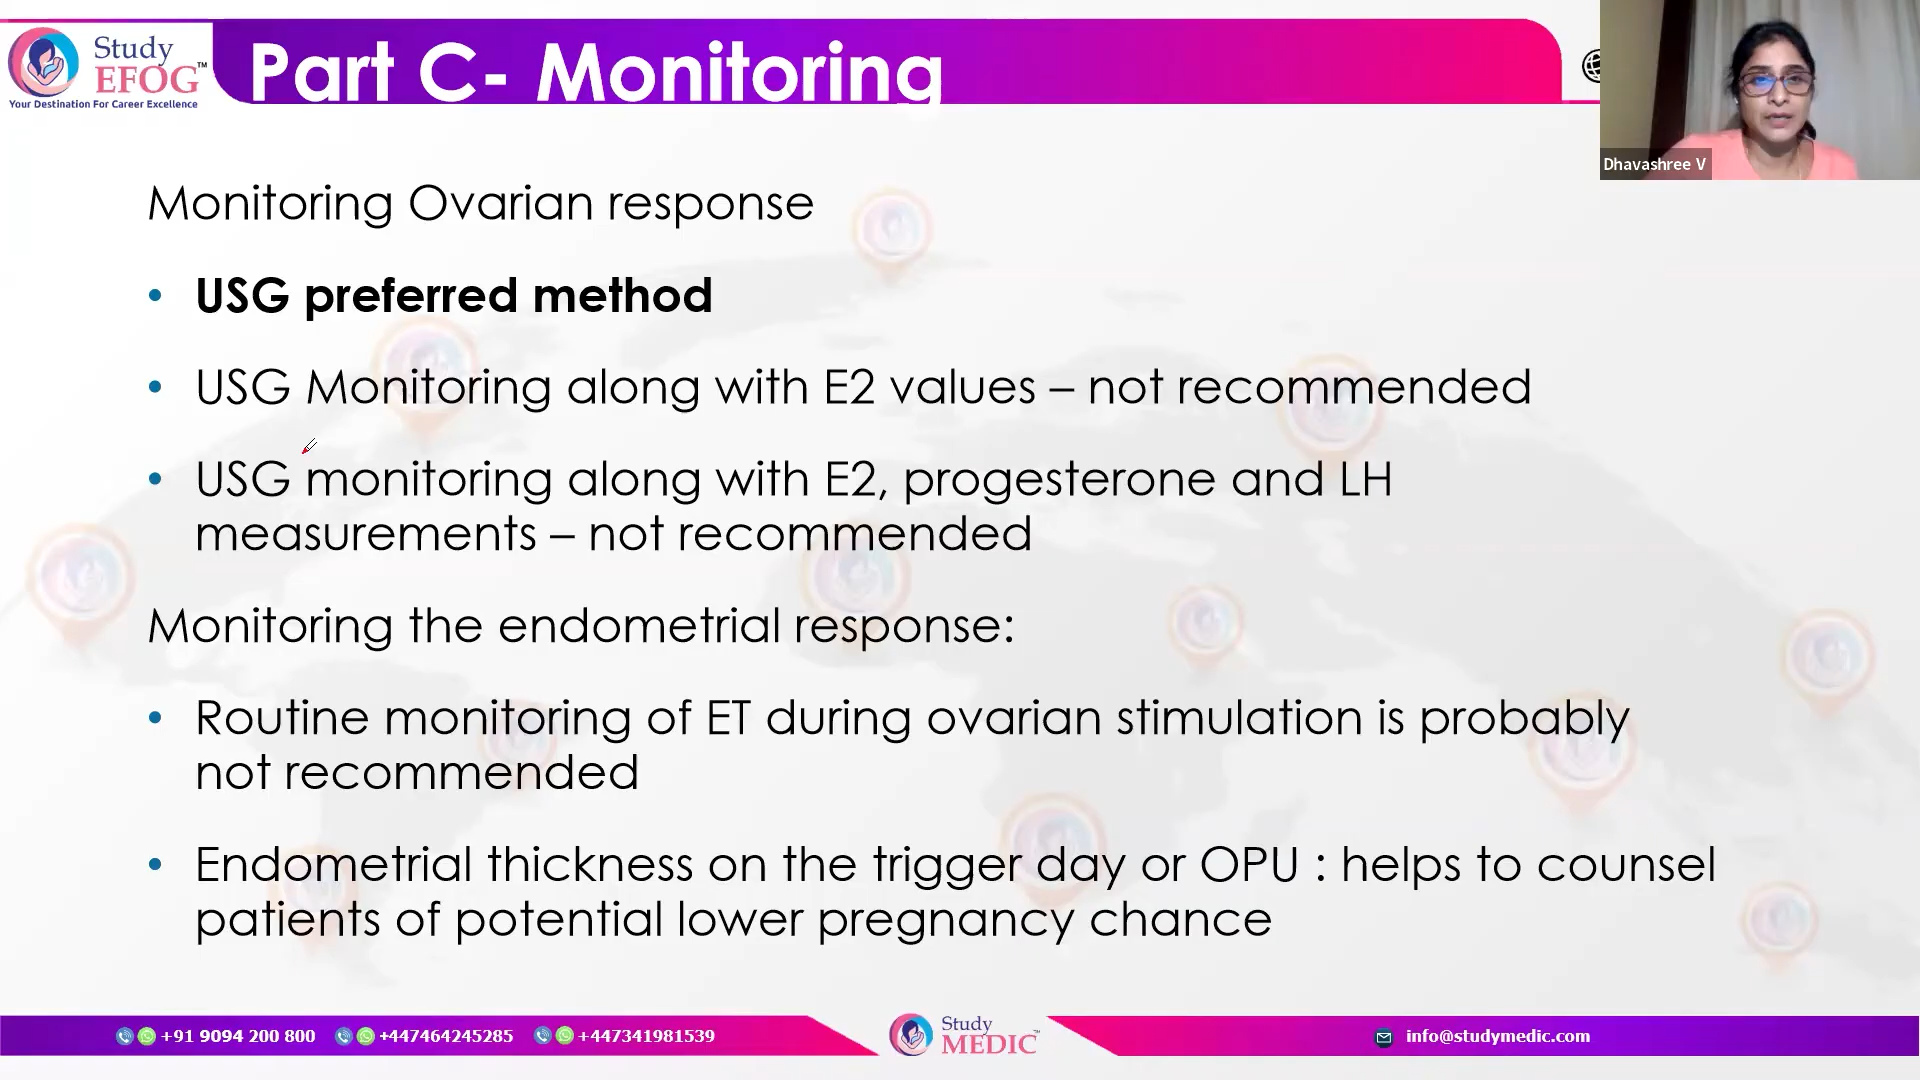 Study
EFOG™
Your Destination For Career Excellence
Part C- Monitoring
Dhavashree V
Monitoring Ovarian response
• USG preferred method
• USG Monitoring along with E2 values – not recommended
• USG monitoring along with E2, progesterone and LH
measurements – not recommended
Monitoring the endometrial response:
• Routine monitoring of ET during ovarian stimulation is probably
not recommended
• Endometrial thickness on the trigger day or OPU : helps to counsel
patients of potential lower pregnancy chance
+91 9094 200 800 +447464245285 +447341981539
Study
MEDIC™
info@studymedic.com